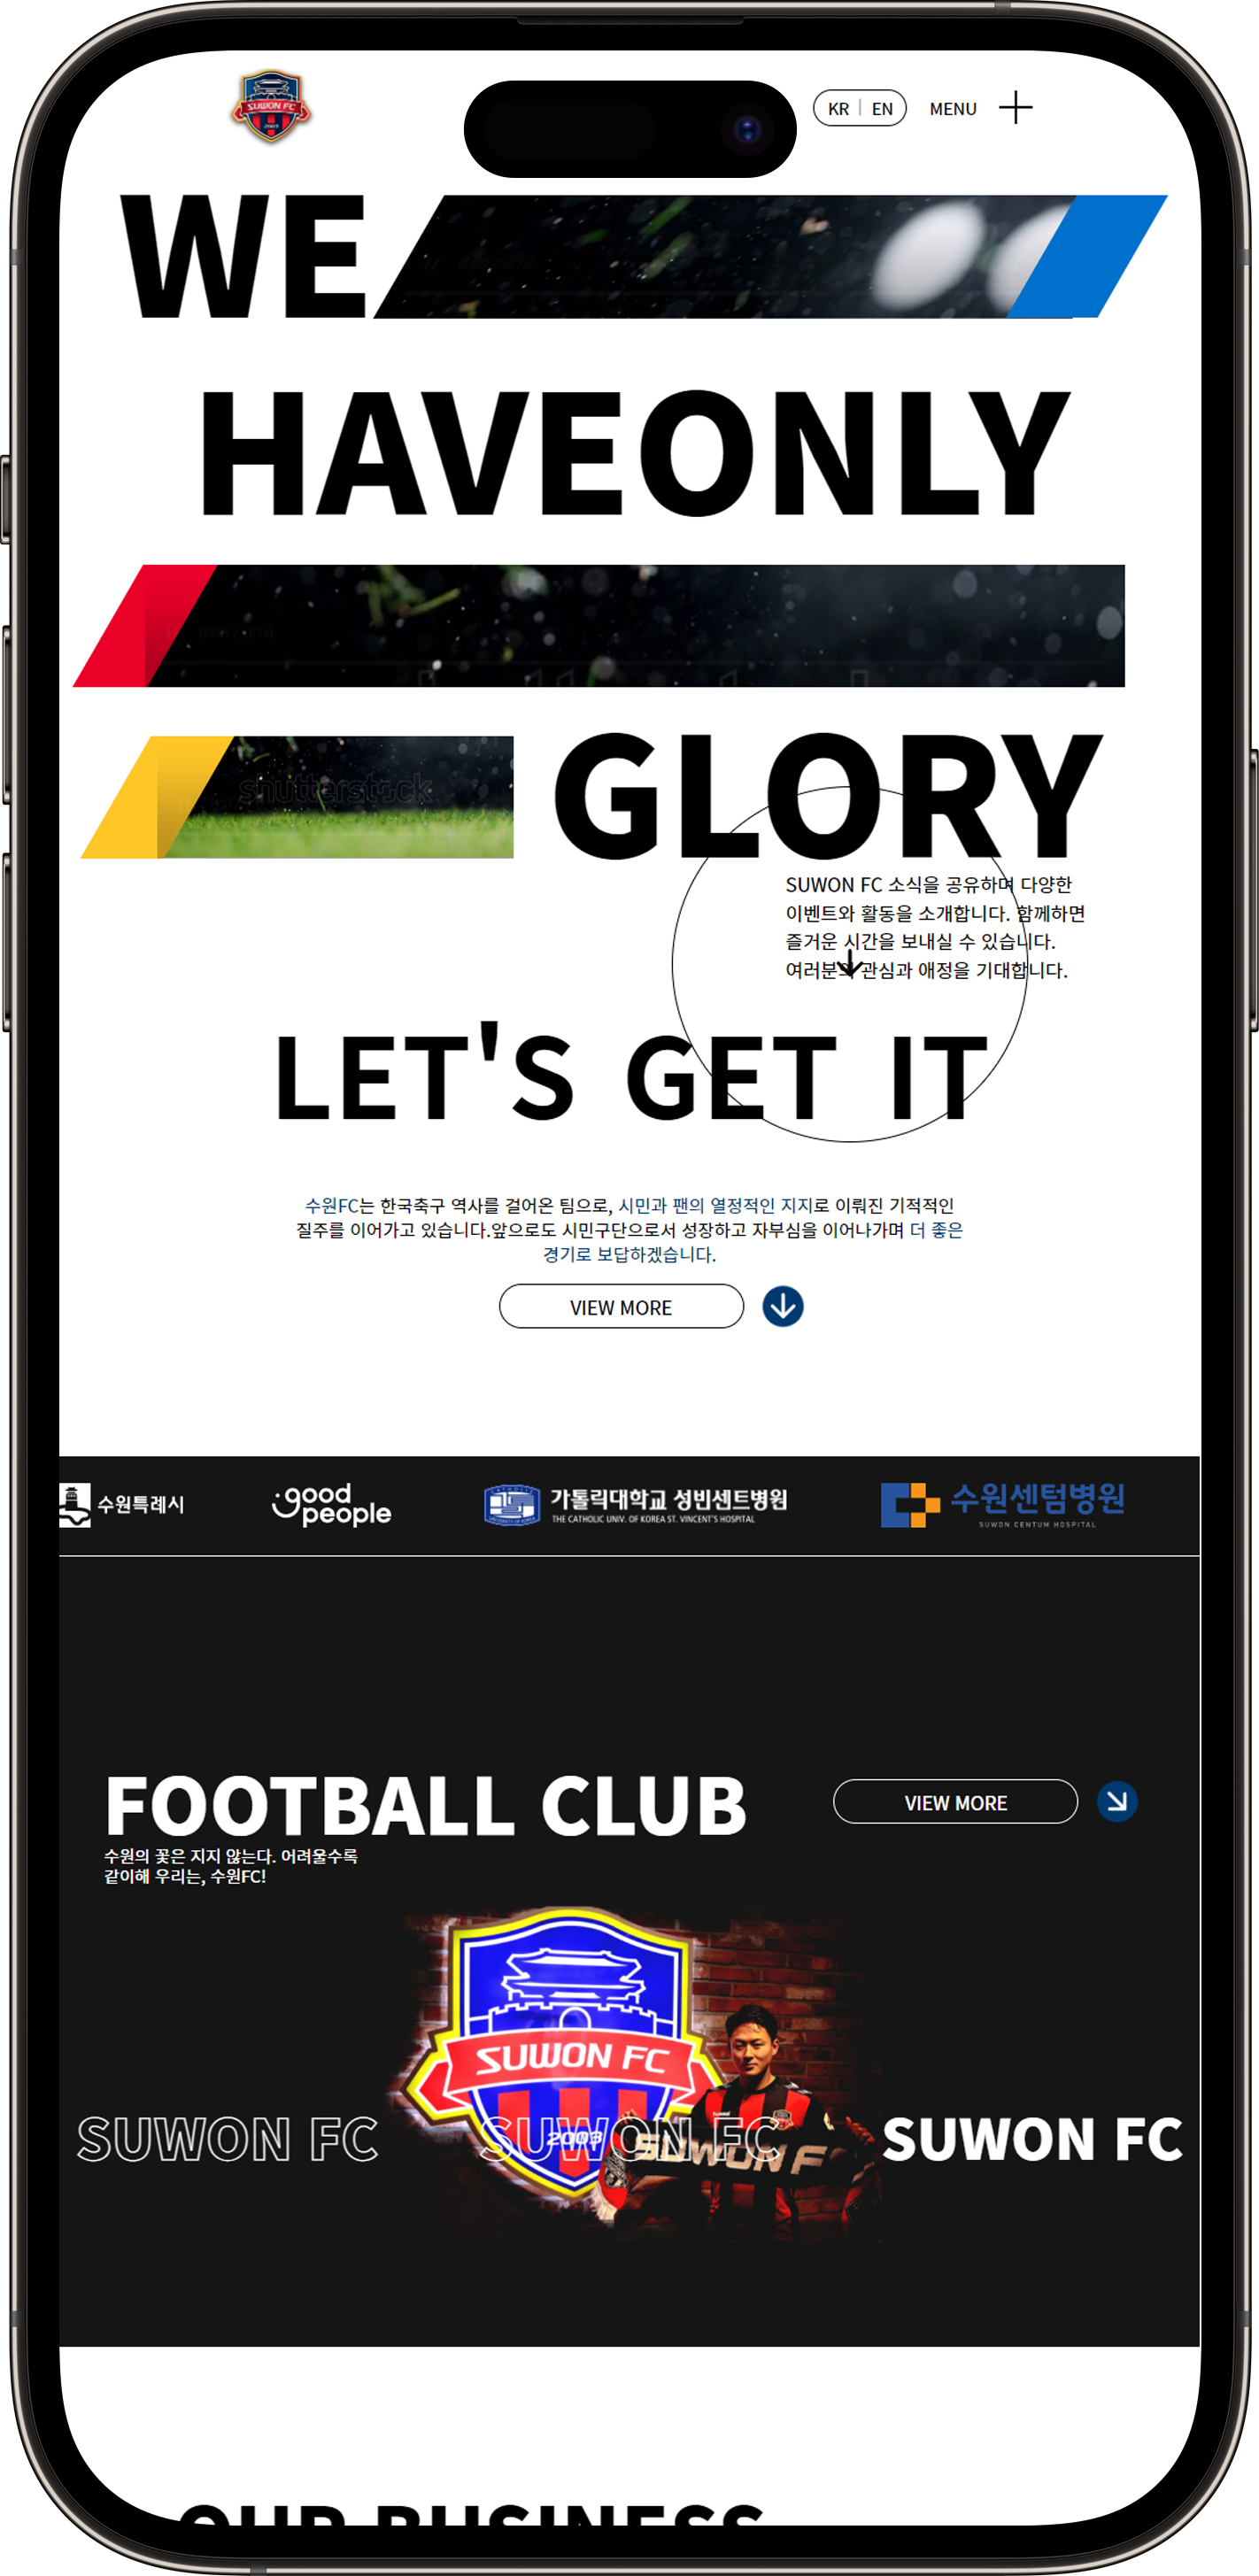 SUWON FC
2003
KR | EN
MENU
WE
HAVEONLY
0:06 / 0:10
shutterstock
GLORY
SUWON FC 소식을 공유하며 다양한
이벤트와 활동을 소개합니다. 함께하면
즐거운 시간을 보내실 수 있습니다.
여러분의 관심과 애정을 기대합니다.
LET'S GET IT
수원FC는 한국축구 역사를 걸어온 팀으로, 시민과 팬의 열정적인 지지로 이뤄진 기적적인
질주를 이어가고 있습니다.앞으로도 시민구단으로서 성장하고 자부심을 이어나가며 더 좋은
경기로 보답하겠습니다.
VIEW MORE
수원특례시
good
people
가톨릭대학교 성빈센트병원
THE CATHOLIC UNIV. OF KOREA ST. VINCENT'S HOSPITAL
수원센텀병원
SUWON CENTUM HOSPITAL
FOOTBALL CLUB
VIEW MORE
수원의 꽃은 지지 않는다. 어려울수록
같이해 우리는, 수원FC!
SUWON FC
2003
SUWON FC
SUWON FC
SUWON FC
SUWON FC
OUR BUSINESS